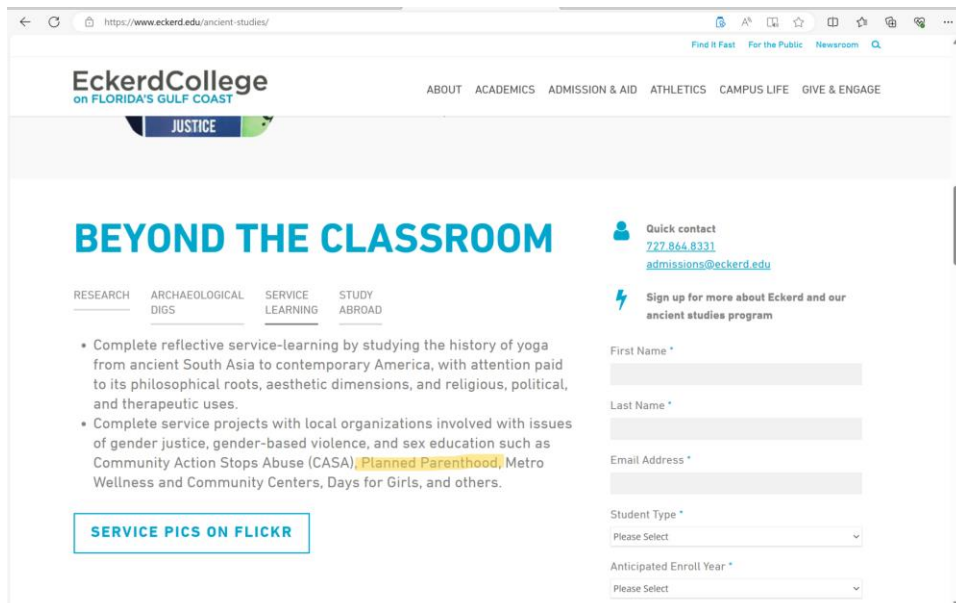 https://www.eckerd.edu/ancient-studies/
Find It Fast For the Public Newsroom
EckerdCollege
on FLORIDA'S GULF COAST
ABOUT ACADEMICS ADMISSION & AID ATHLETICS CAMPUS LIFE GIVE & ENGAGE
JUSTICE
BEYOND THE CLASSROOM
RESEARCH ARCHAEOLOGICAL DIGS SERVICE LEARNING STUDY ABROAD
• Complete reflective service-learning by studying the history of yoga
from ancient South Asia to contemporary America, with attention paid
to its philosophical roots, aesthetic dimensions, and religious, political,
and therapeutic uses.
• Complete service projects with local organizations involved with issues
of gender justice, gender-based violence, and sex education such as
Community Action Stops Abuse (CASA), Planned Parenthood, Metro
Wellness and Community Centers, Days for Girls, and others.
SERVICE PICS ON FLICKR
Quick contact
727.864.8331
admissions@eckerd.edu
Sign up for more about Eckerd and our
ancient studies program
First Name *
Last Name *
Email Address *
Student Type *
Please Select
Anticipated Enroll Year *
Please Select